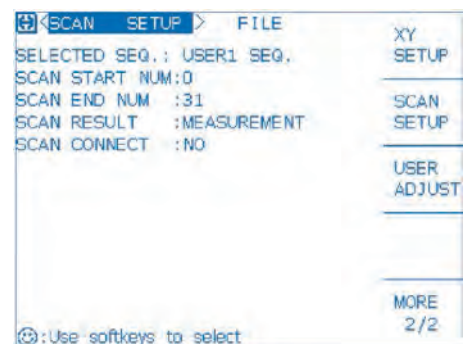 <SCAN SETUP> FILE
SELECTED SEQ.: USER1 SEQ.
SCAN START NUM:0
SCAN END NUM :31
SCAN RESULT :MEASUREMENT
SCAN CONNECT :NO
☺:Use softkeys to select
XY
SETUP
SCAN
SETUP
USER
ADJUST
MORE
2/2